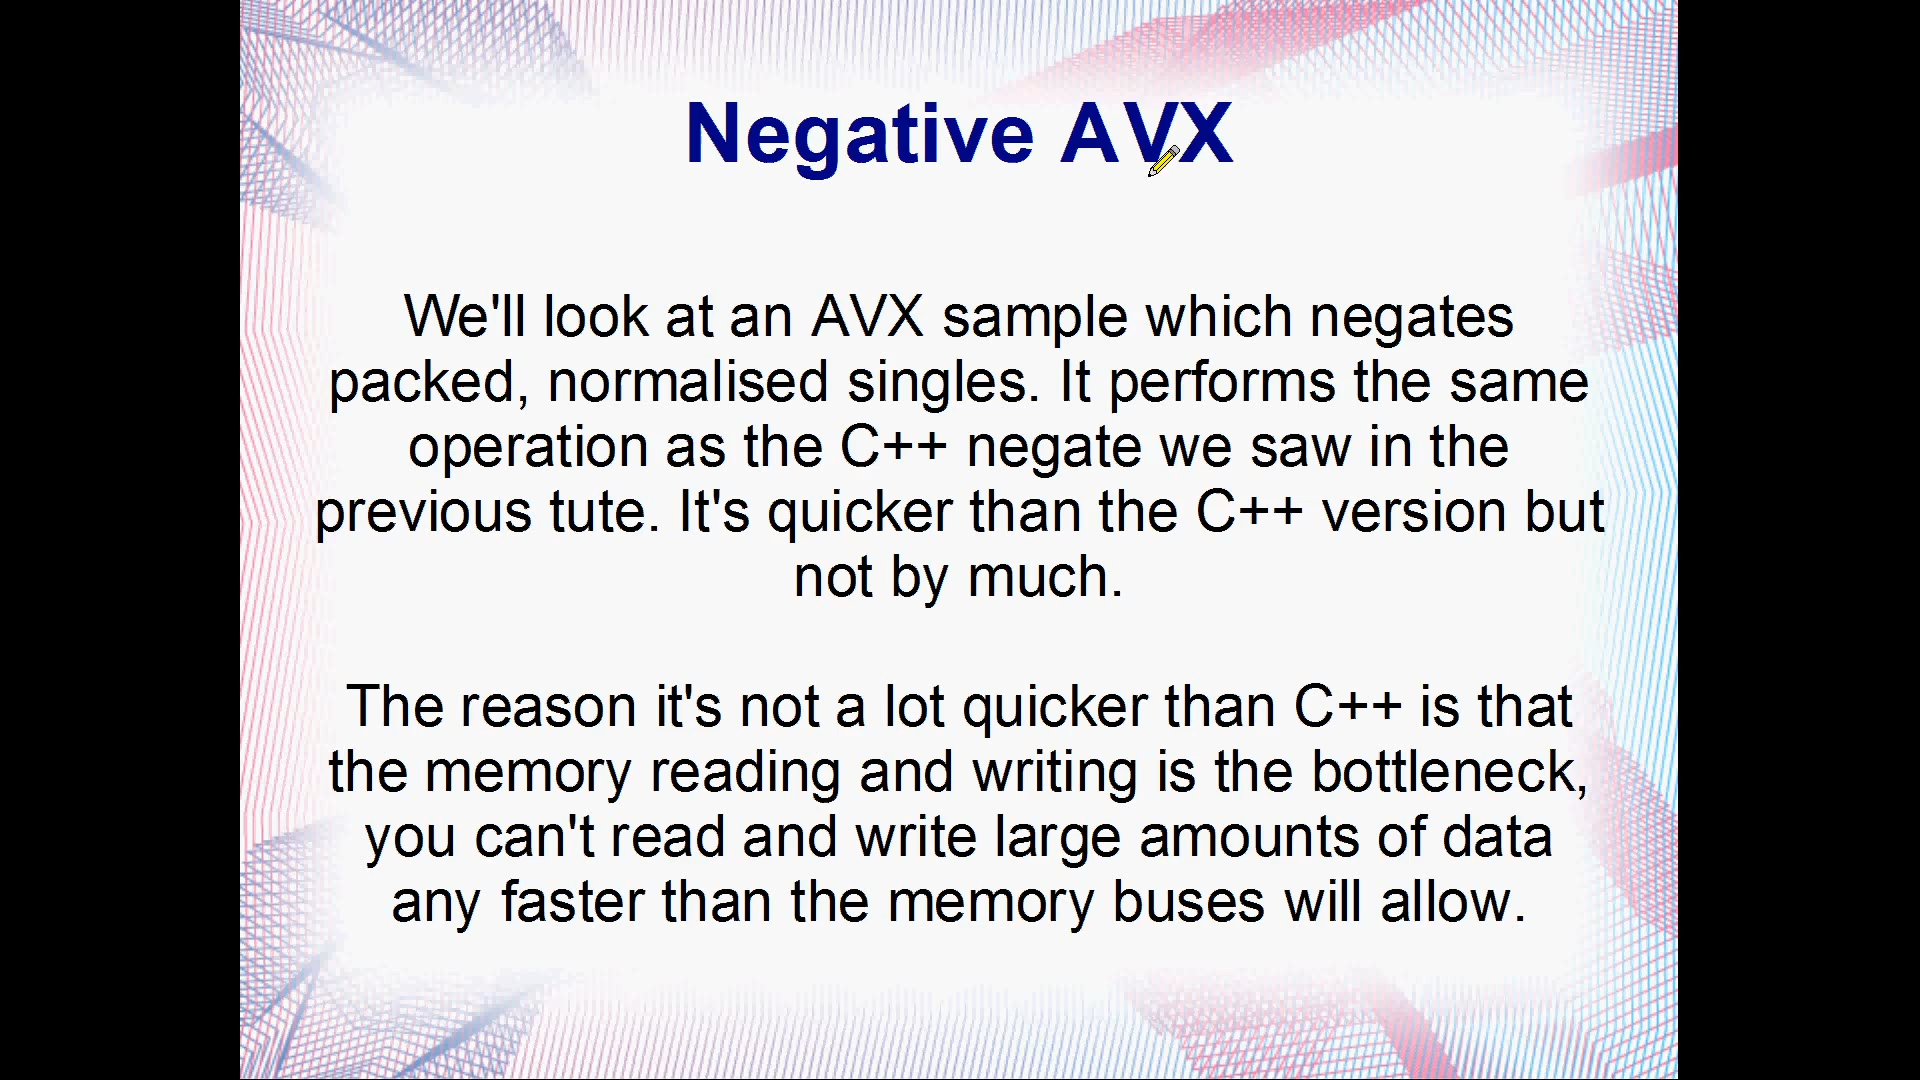 Negative AVX
We'll look at an AVX sample which negates
packed, normalised singles. It performs the same
operation as the C++ negate we saw in the
previous tute. It's quicker than the C++ version but
not by much.
The reason it's not a lot quicker than C++ is that
the memory reading and writing is the bottleneck,
you can't read and write large amounts of data
any faster than the memory buses will allow.